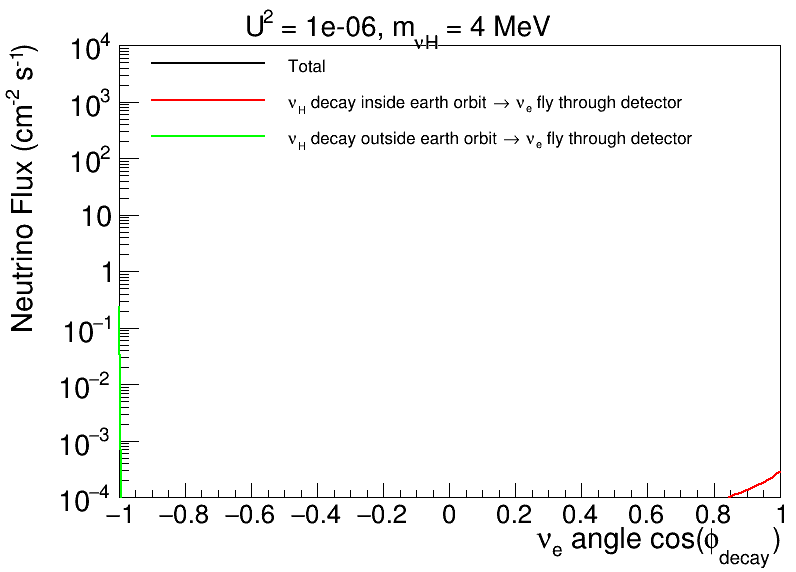 U² = 1e-06, m_νH = 4 MeV
Neutrino Flux (cm⁻² s⁻¹)
10⁴
10³
10²
10
1
10⁻¹
10⁻²
10⁻³
10⁻⁴
Total
ν_H decay inside earth orbit → ν_e fly through detector
ν_H decay outside earth orbit → ν_e fly through detector
−1 −0.8 −0.6 −0.4 −0.2 0 0.2 0.4 0.6 0.8 1
ν_e angle cos(ϕ_decay)